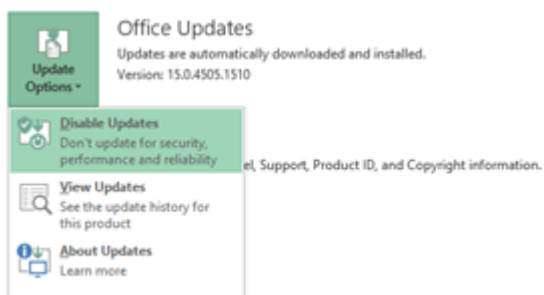 Office Updates
Updates are automatically downloaded and installed.
Version: 15.0.4505.1510
Update
Options
Disable Updates
Don't update for security,
performance and reliability
el, Support, Product ID, and Copyright information.
View Updates
See the update history for
this product
About Updates
Learn more